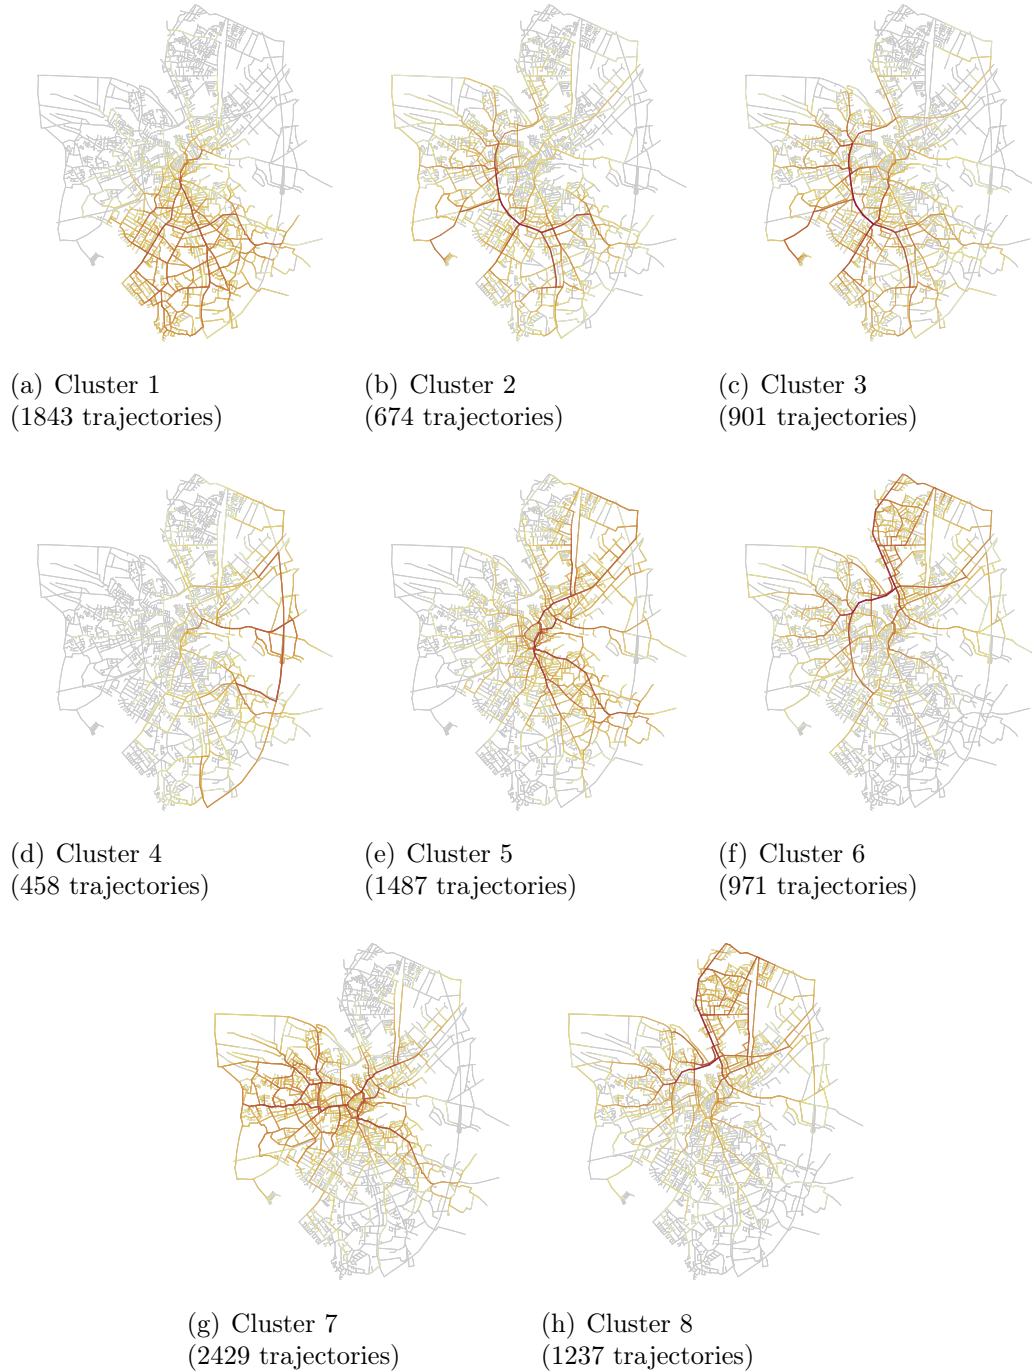 (a) Cluster 1
(1843 trajectories)
(b) Cluster 2
(674 trajectories)
(c) Cluster 3
(901 trajectories)
(d) Cluster 4
(458 trajectories)
(e) Cluster 5
(1487 trajectories)
(f) Cluster 6
(971 trajectories)
(g) Cluster 7
(2429 trajectories)
(h) Cluster 8
(1237 trajectories)